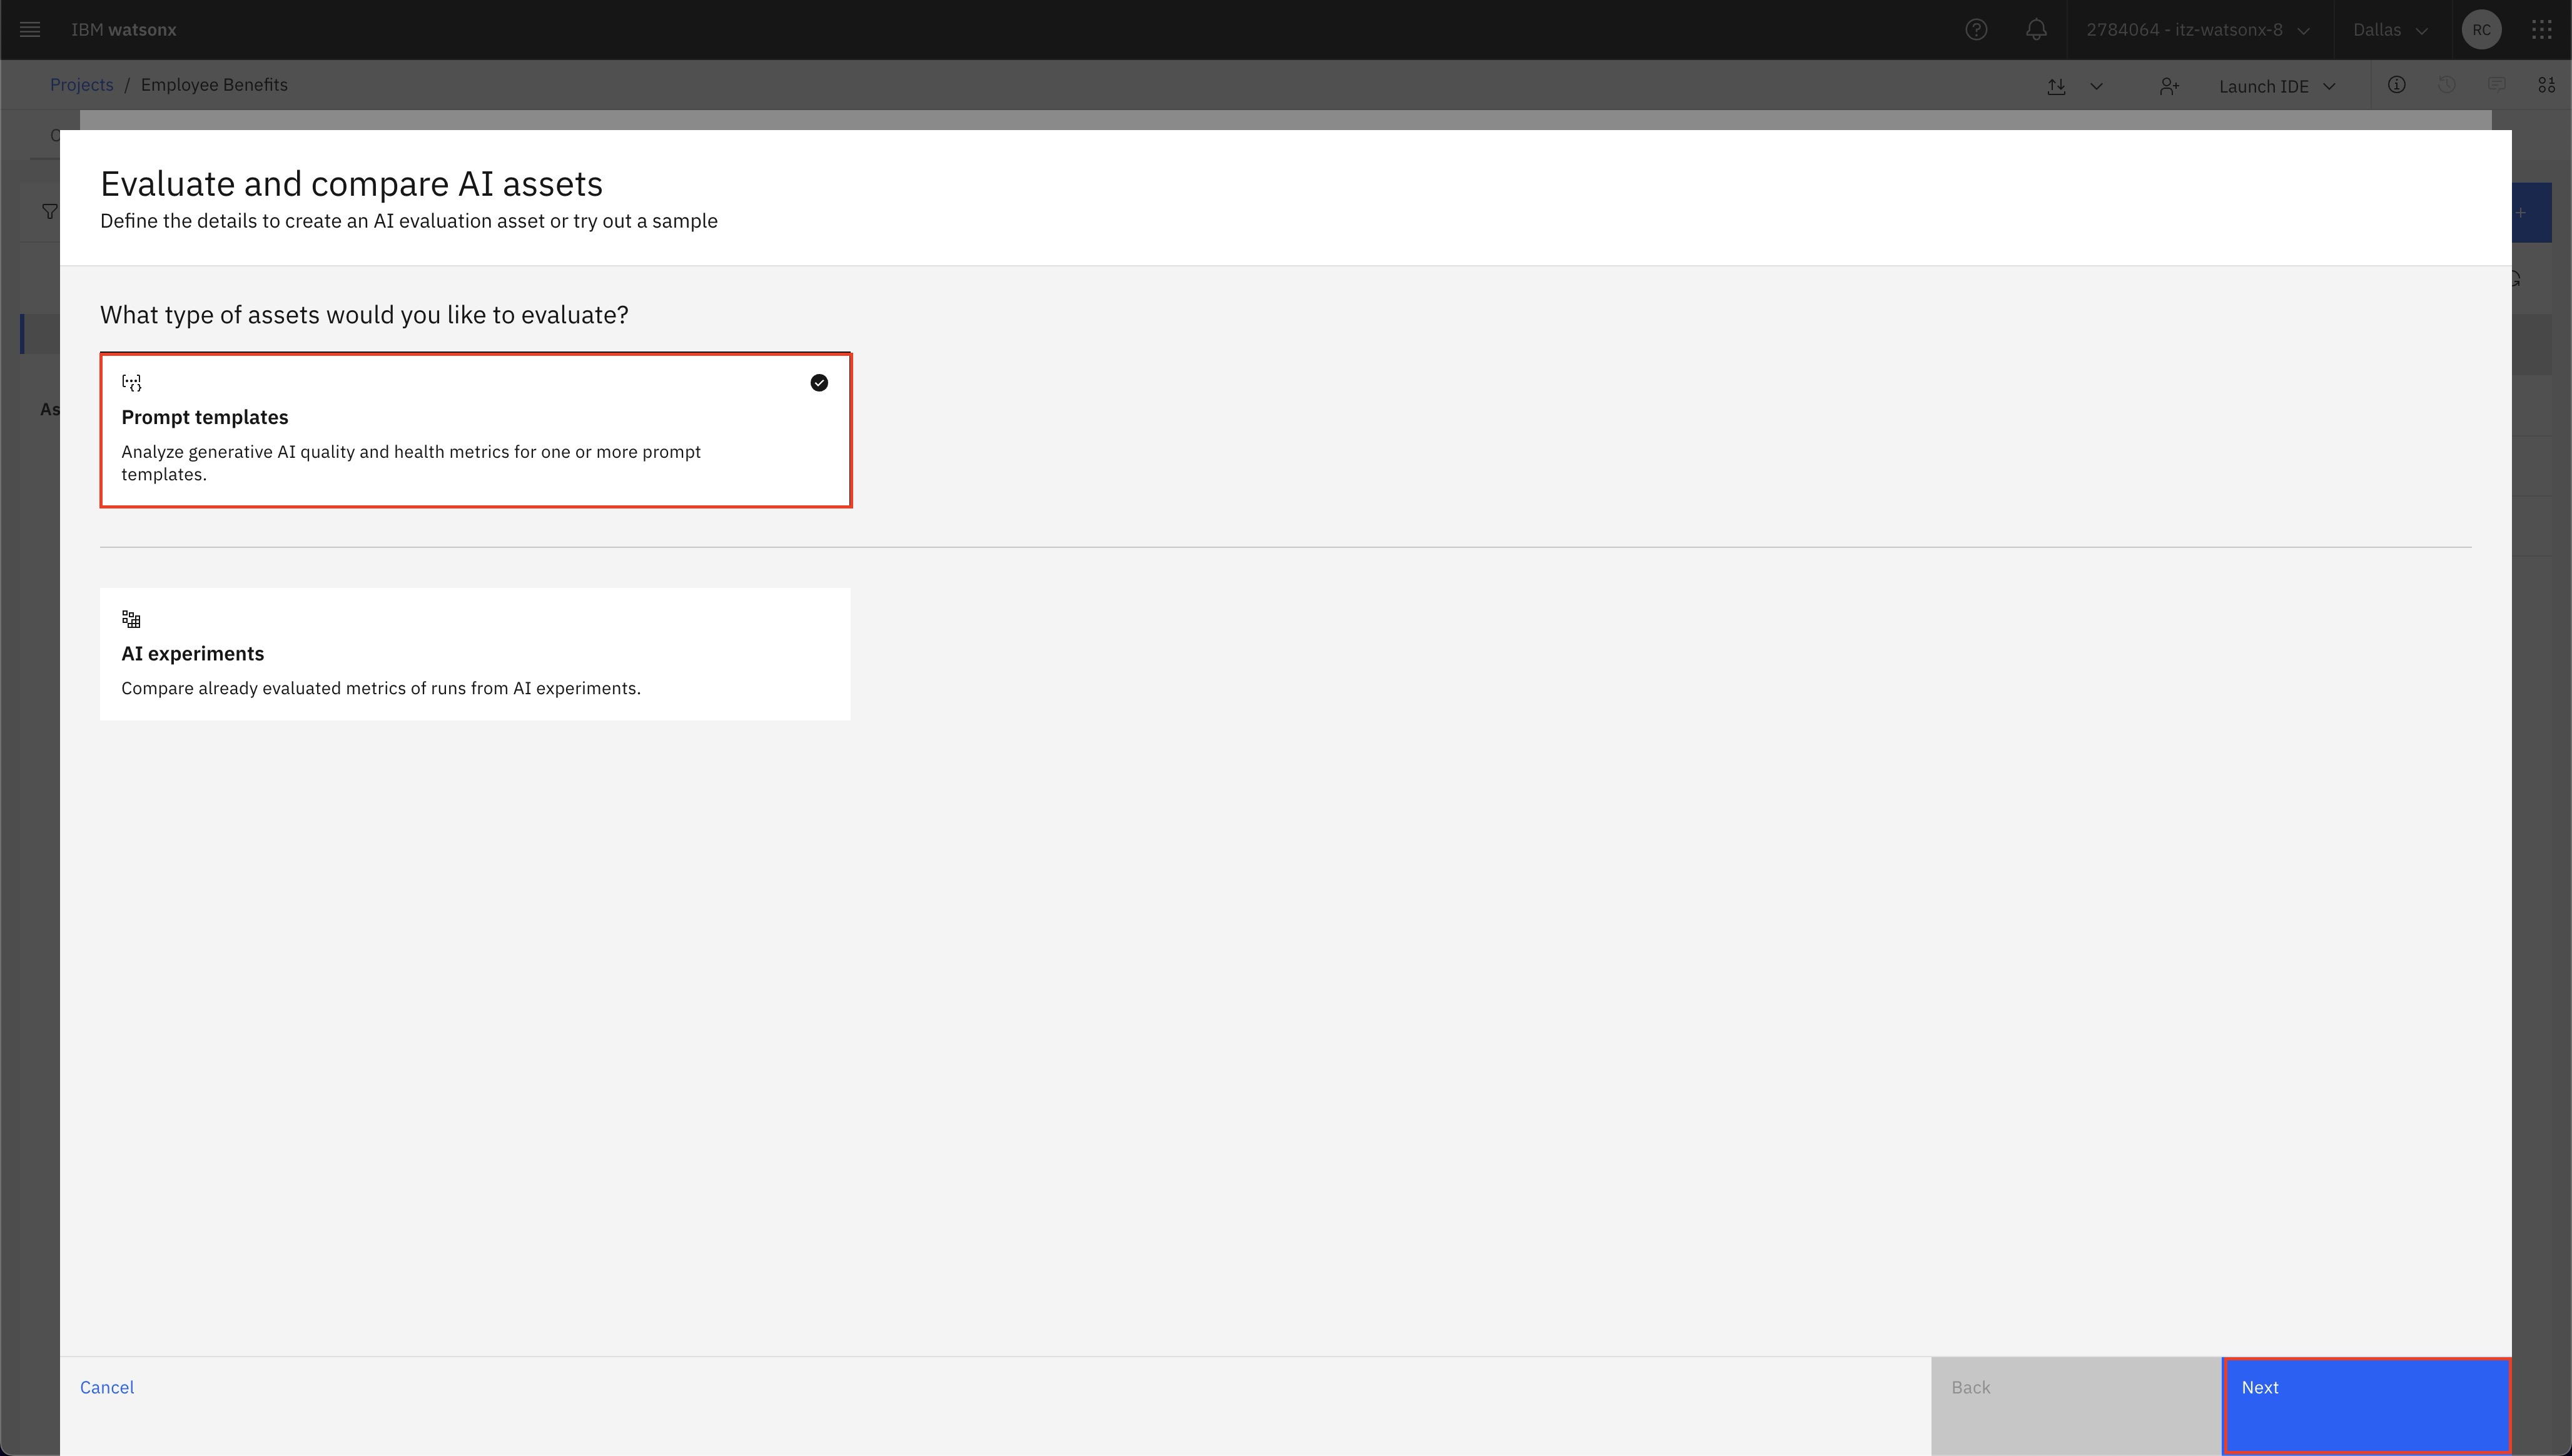 IBM watsonx
2784064 - itz-watsonx-8
Dallas
RC
Projects / Employee Benefits
Launch IDE
Evaluate and compare AI assets
Define the details to create an AI evaluation asset or try out a sample
What type of assets would you like to evaluate?
Prompt templates
Analyze generative AI quality and health metrics for one or more prompt
templates.
As
AI experiments
Compare already evaluated metrics of runs from AI experiments.
Cancel
Back
Next